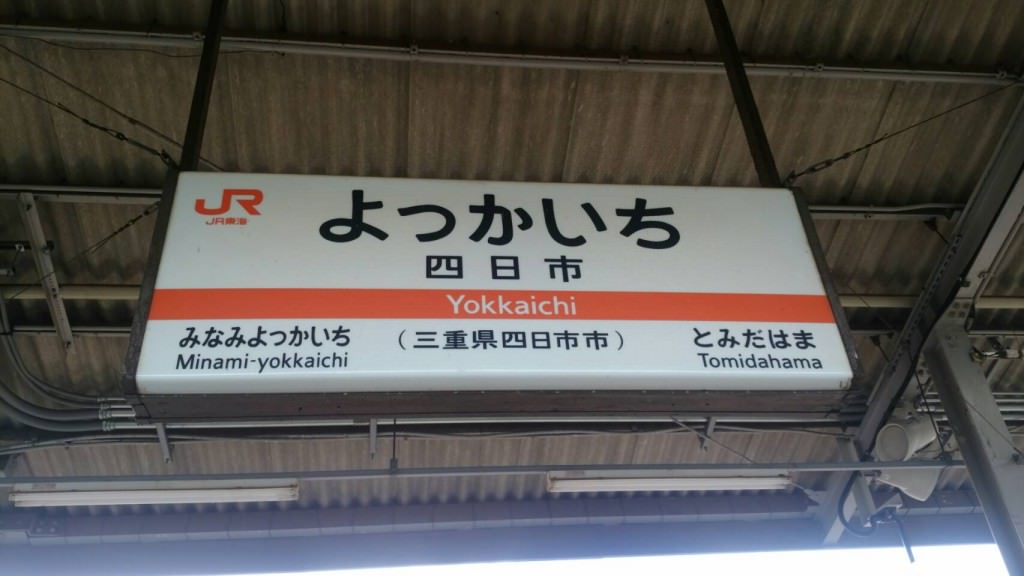 JR
JR東海
よっかいち
四日市
Yokkaichi
みなみよっかいち
Minami-yokkaichi
（三重県四日市市）
とみだはま
Tomidahama